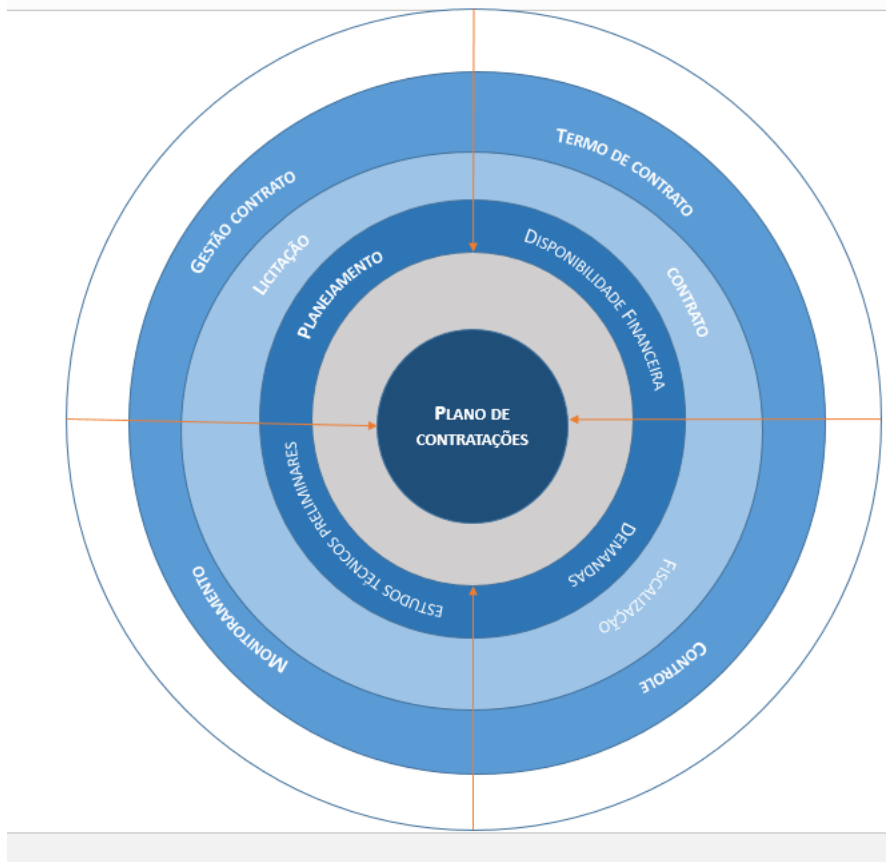 TERMO DE CONTRATO
GESTÃO CONTRATO
LICITAÇÃO
CONTRATO
PLANEJAMENTO
DISPONIBILIDADE FINANCEIRA
PLANO DE
CONTRATAÇÕES
ESTUDOS TÉCNICOS PRELIMINARES
DEMANDAS
FISCALIZAÇÃO
MONITORAMENTO
CONTROLE